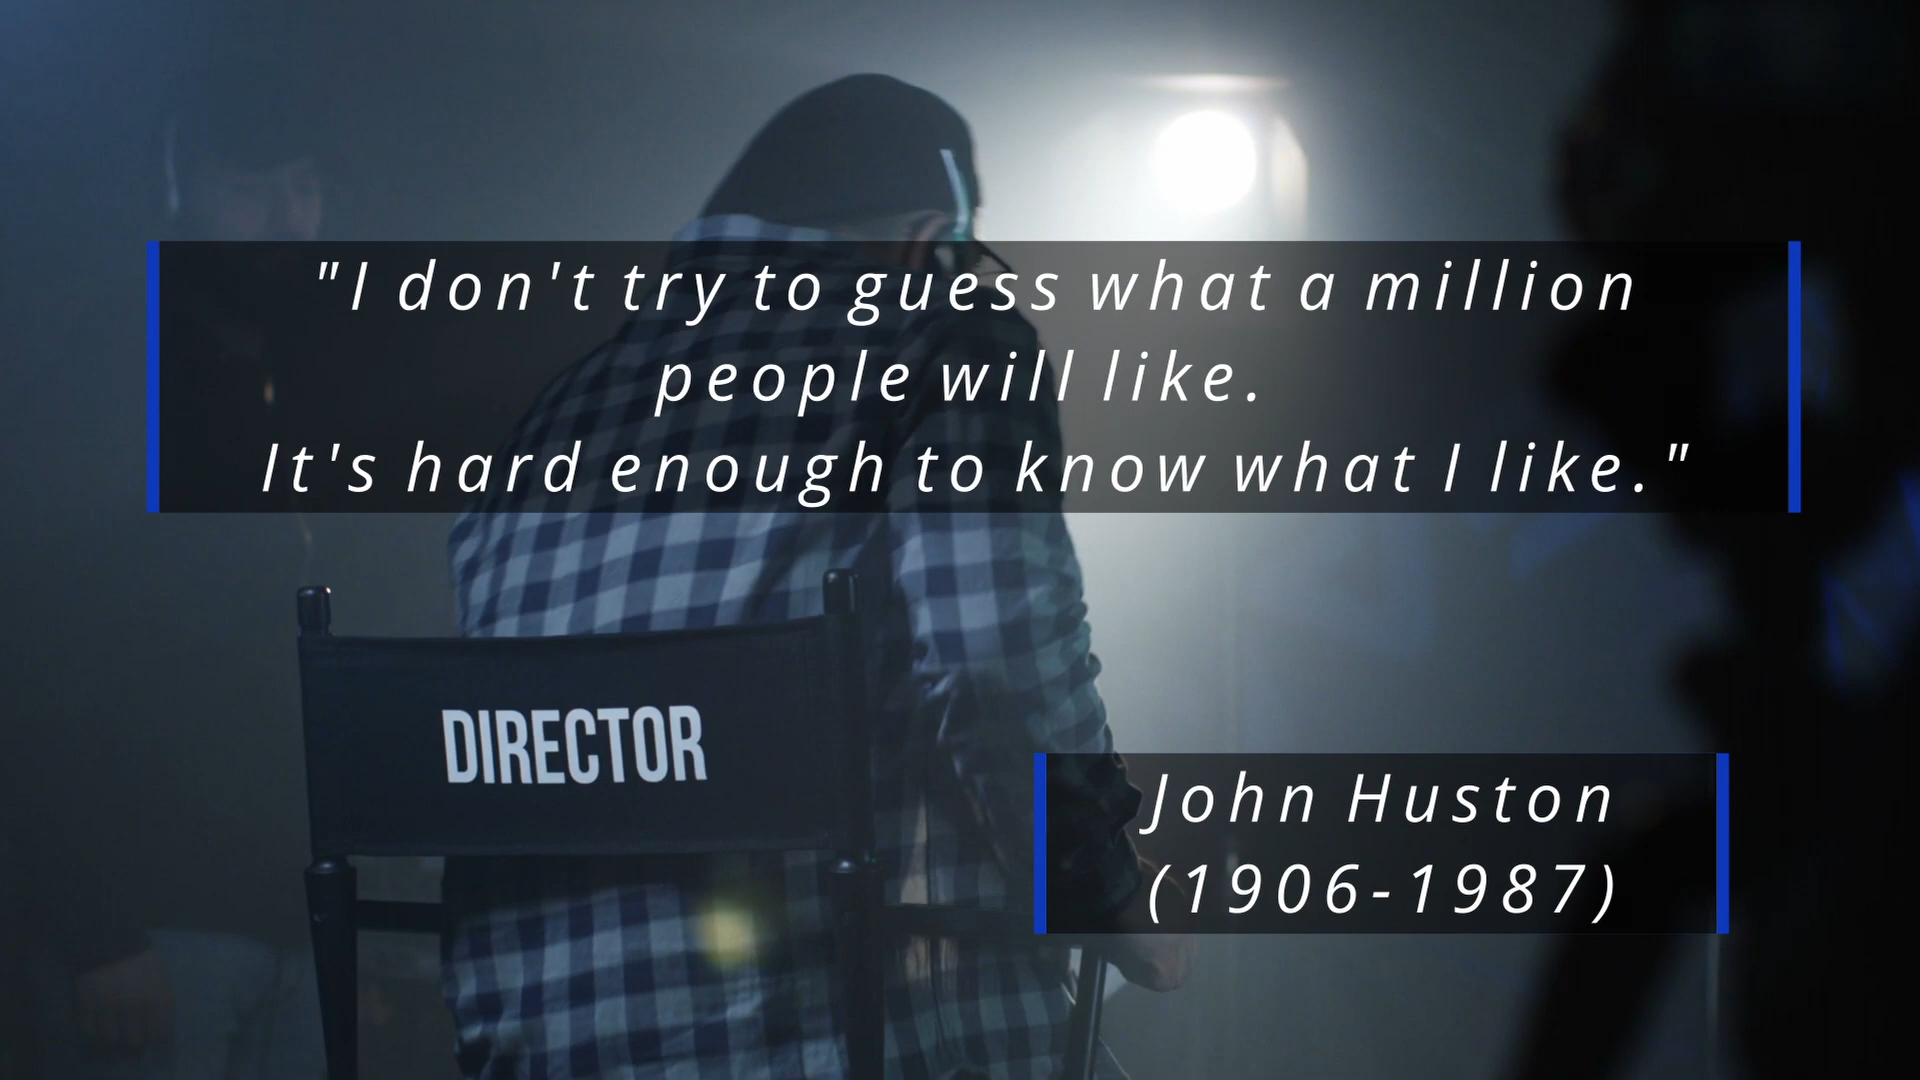 "I don't try to guess what a million
people will like.
It's hard enough to know what I like."
DIRECTOR
John Huston
(1906-1987)